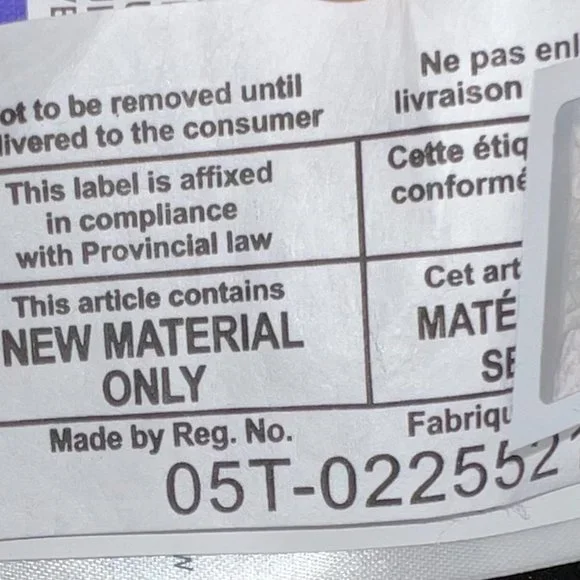 ot to be removed until
livered to the consumer
Ne pas enl
livraison
This label is affixed
in compliance
with Provincial law
Cette étiq
conformé
This article contains
NEW MATERIAL
ONLY
Cet art
MATÉ
SE
Made by Reg. No.
Fabriqu
05T-0225521